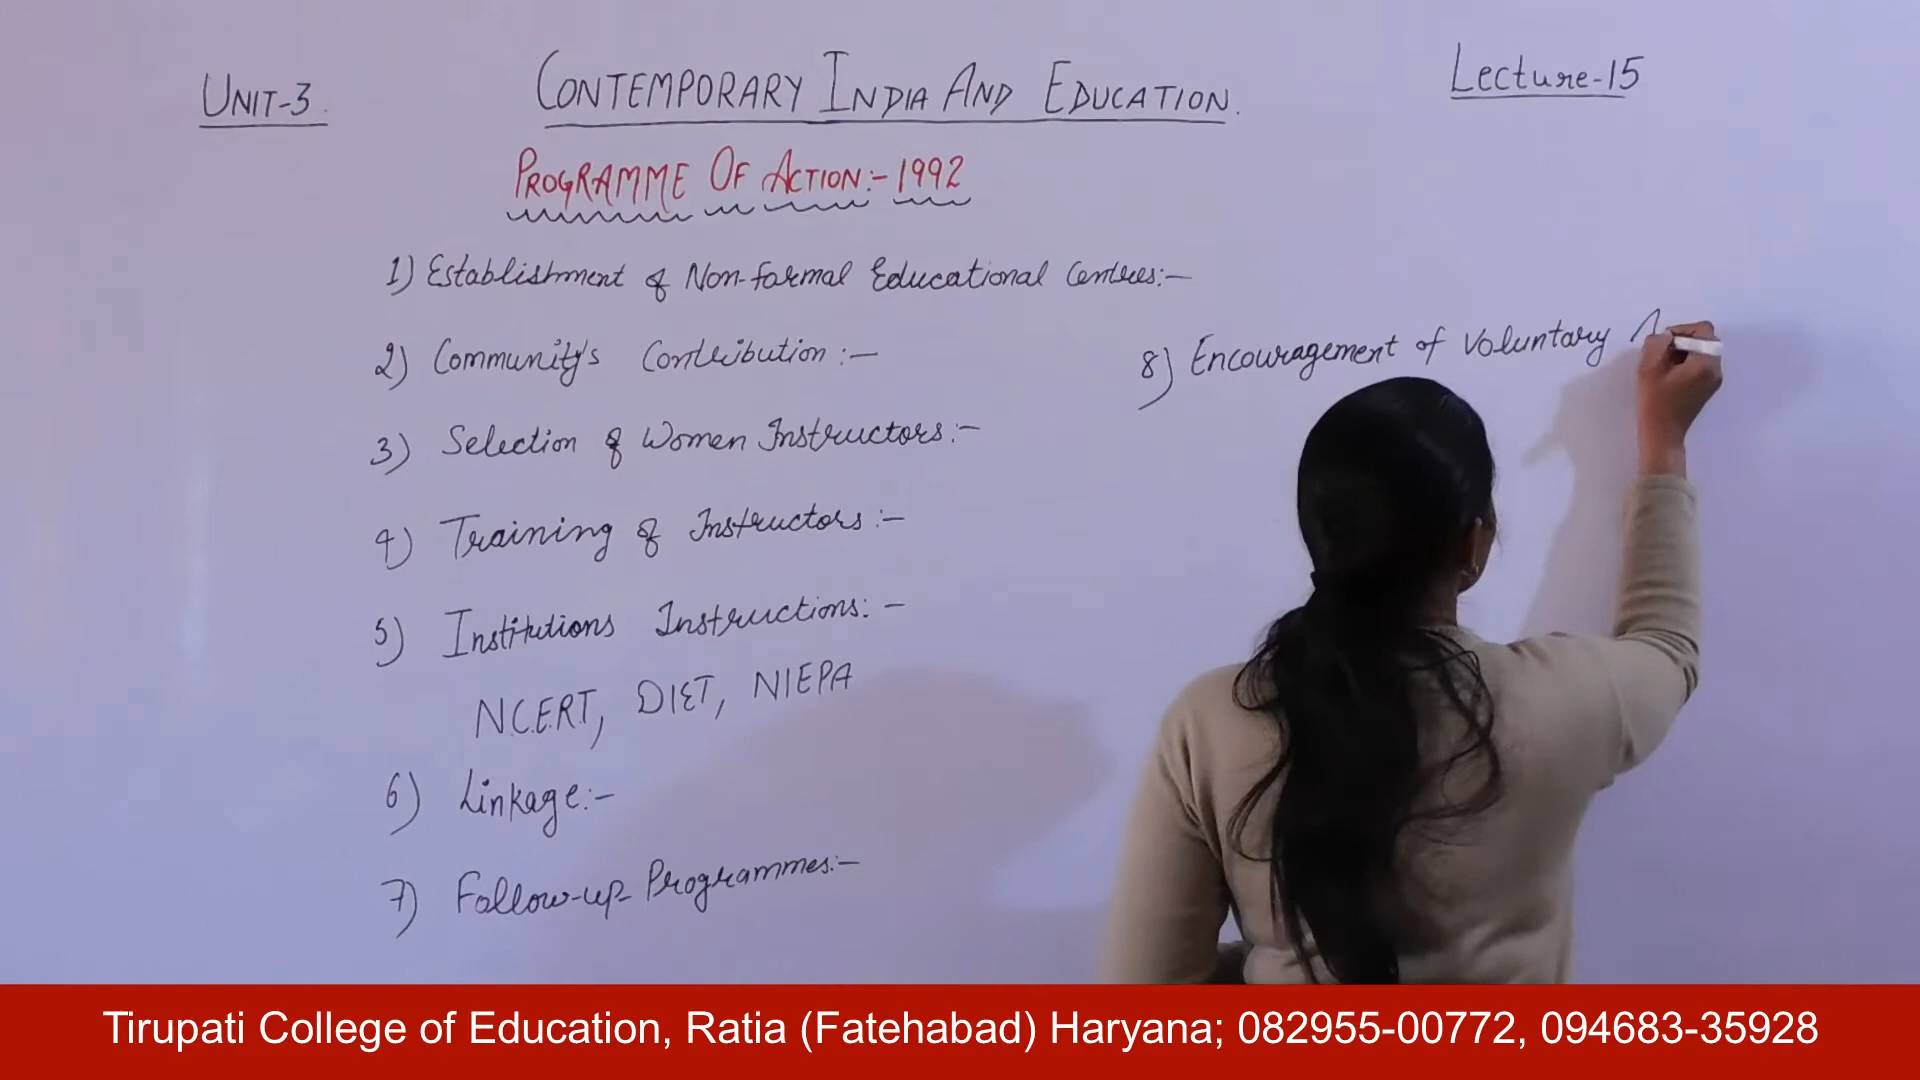 UNIT-3.
CONTEMPORARY INDIA AND EDUCATION.
Lecture-15
PROGRAMME OF ACTION:- 1992
1) Establishment of Non-formal Educational Centres:-
2) Community's Contribution:-
3) Selection of Women Instructors:-
4) Training of Instructors:-
5) Institutions Instructions:-
N.C.E.R.T, DIET, NIEPA
6) Linkage:-
7) Follow-up Programmes:-
8) Encouragement of Voluntary
Tirupati College of Education, Ratia (Fatehabad) Haryana; 082955-00772, 094683-35928